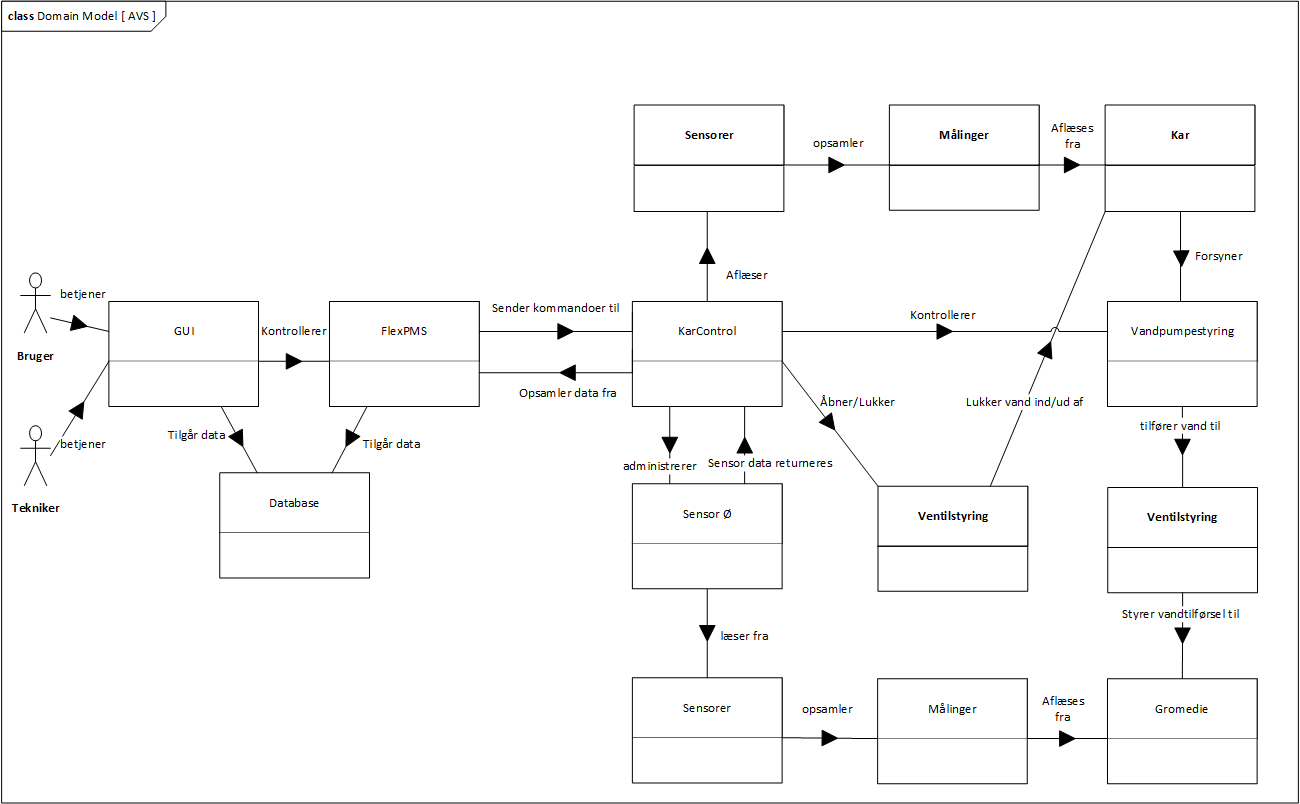 class Domain Model [ AVS ]
Sensorer
opsamler
Målinger
Aflæses
fra
Kar
Aflæser
Forsyner
betjener
Bruger
GUI
Kontrollerer
FlexPMS
Sender kommandoer til
Opsamler data fra
KarControl
Kontrollerer
Vandpumpestyring
Åbner/Lukker
Lukker vand ind/ud af
betjener
Tekniker
Tilgår data
Tilgår data
tilfører vand til
administrerer
Sensor data returneres
Database
Sensor Ø
Ventilstyring
Ventilstyring
læser fra
Styrer vandtilførsel til
Sensorer
opsamler
Målinger
Aflæses
fra
Gromedie